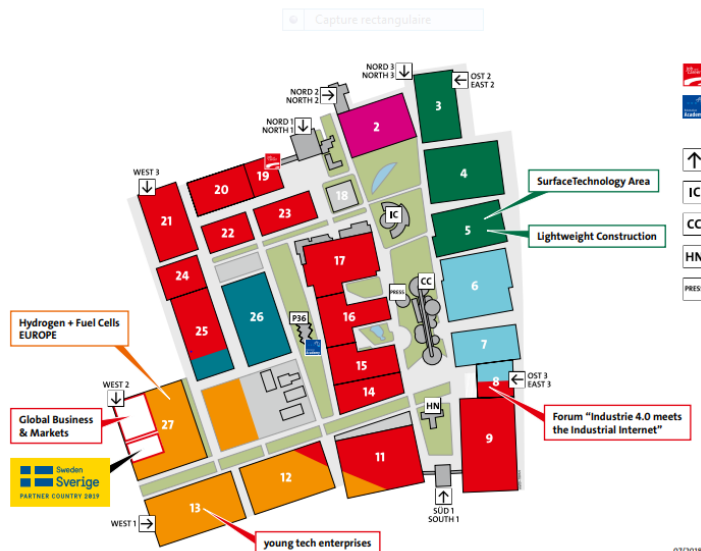 Capture rectangulaire
NORD 3
NORTH 3
OST 2
EAST 2
NORD 2
NORTH 2
NORD 1
NORTH 1
WEST 3
3
2
4
19
20
18
21
23
22
IC
5
SurfaceTechnology Area
Lightweight Construction
IC
CC
HN
PRESS
17
24
CC
6
PRESS
26
16
25
P36
7
Hydrogen + Fuel Cells
EUROPE
15
14
8
OST 3
EAST 3
WEST 2
HN
Global Business
& Markets
27
Forum “Industrie 4.0 meets
the Industrial Internet”
9
11
Sweden
Sverige
PARTNER COUNTRY 2019
12
13
SÜD 1
SOUTH 1
WEST 1
young tech enterprises